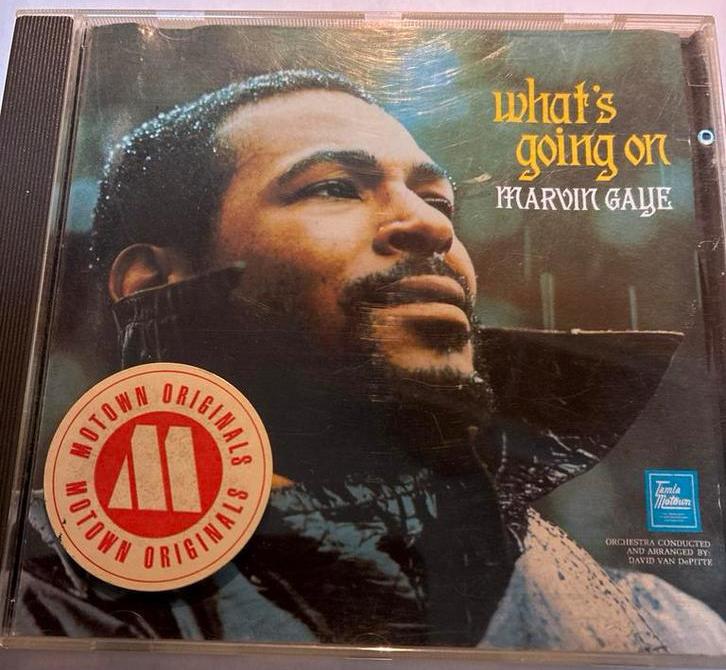 what's
going on
MARVIN GAYE
MOTOWN ORIGINALS
MOTOWN ORIGINALS
Tamla
Motown
ORCHESTRA CONDUCTED
AND ARRANGED BY:
DAVID VAN DePITTE